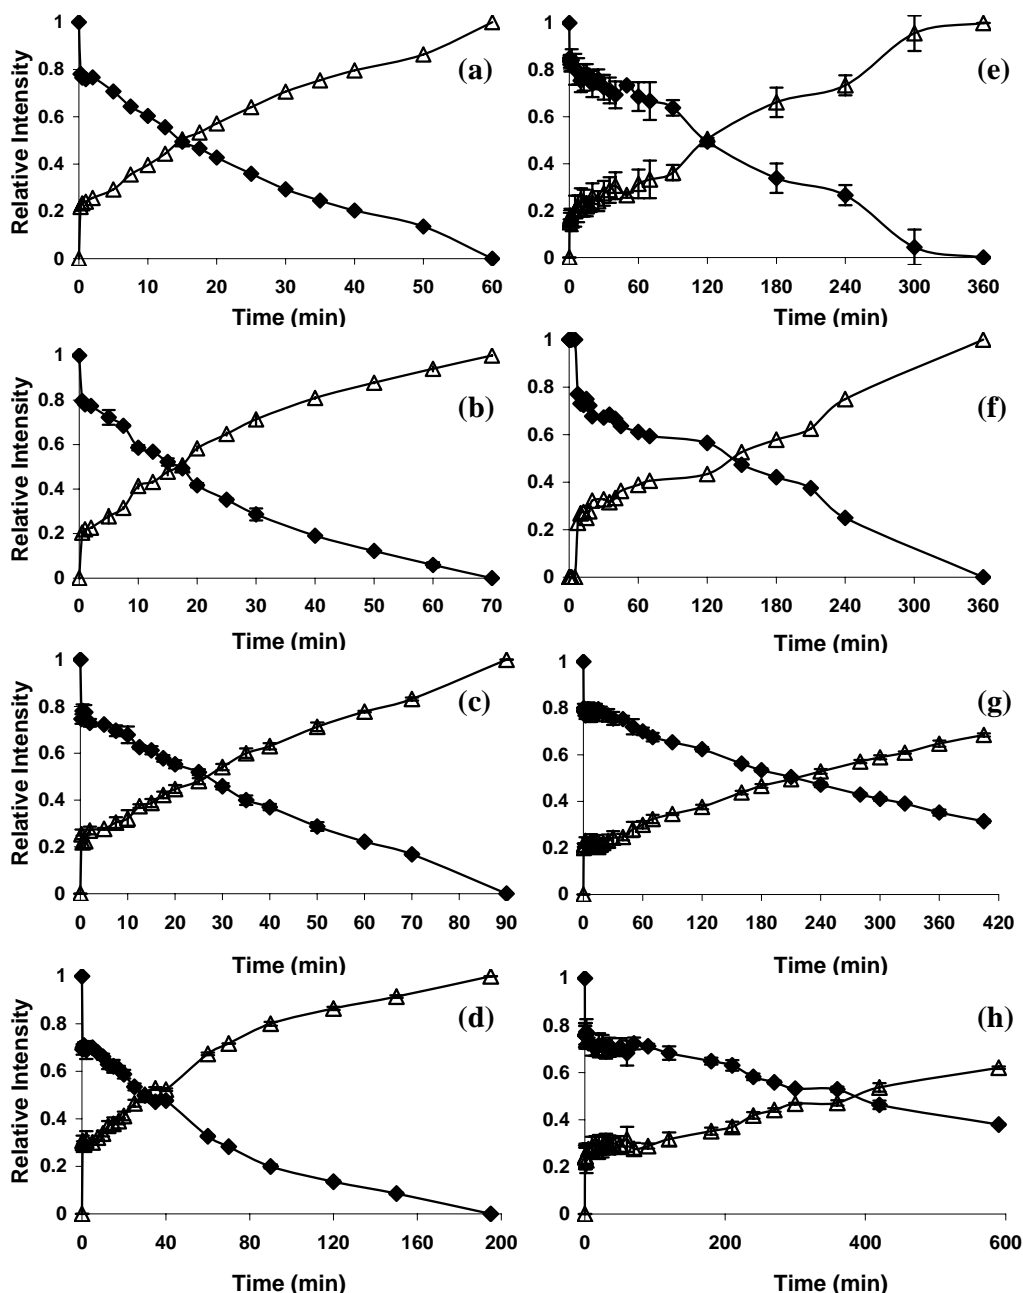 Relative Intensity
1
0.8
0.6
0.4
0.2
0
(a)
0 10 20 30 40 50 60
Time (min)
1
0.8
0.6
0.4
0.2
0
(e)
0 60 120 180 240 300 360
Time (min)
Relative Intensity
1
0.8
0.6
0.4
0.2
0
(b)
0 10 20 30 40 50 60 70
Time (min)
1
0.8
0.6
0.4
0.2
0
(f)
0 60 120 180 240 300 360
Time (min)
Relative Intensity
1
0.8
0.6
0.4
0.2
0
(c)
0 10 20 30 40 50 60 70 80 90
Time (min)
1
0.8
0.6
0.4
0.2
0
(g)
0 60 120 180 240 300 360 420
Time (min)
Relative Intensity
1
0.8
0.6
0.4
0.2
0
(d)
0 40 80 120 160 200
Time (min)
1
0.8
0.6
0.4
0.2
0
(h)
0 200 400 600
Time (min)